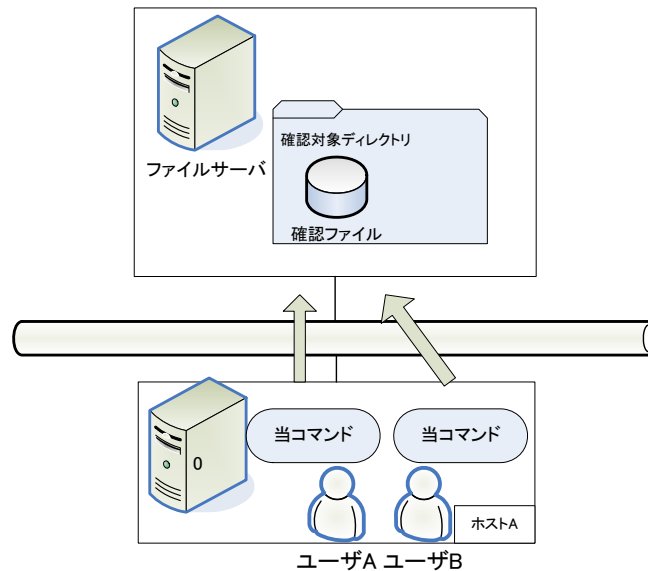 確認対象ディレクトリ
ファイルサーバ
確認ファイル
当コマンド 当コマンド
0
ホストA
ユーザA ユーザB